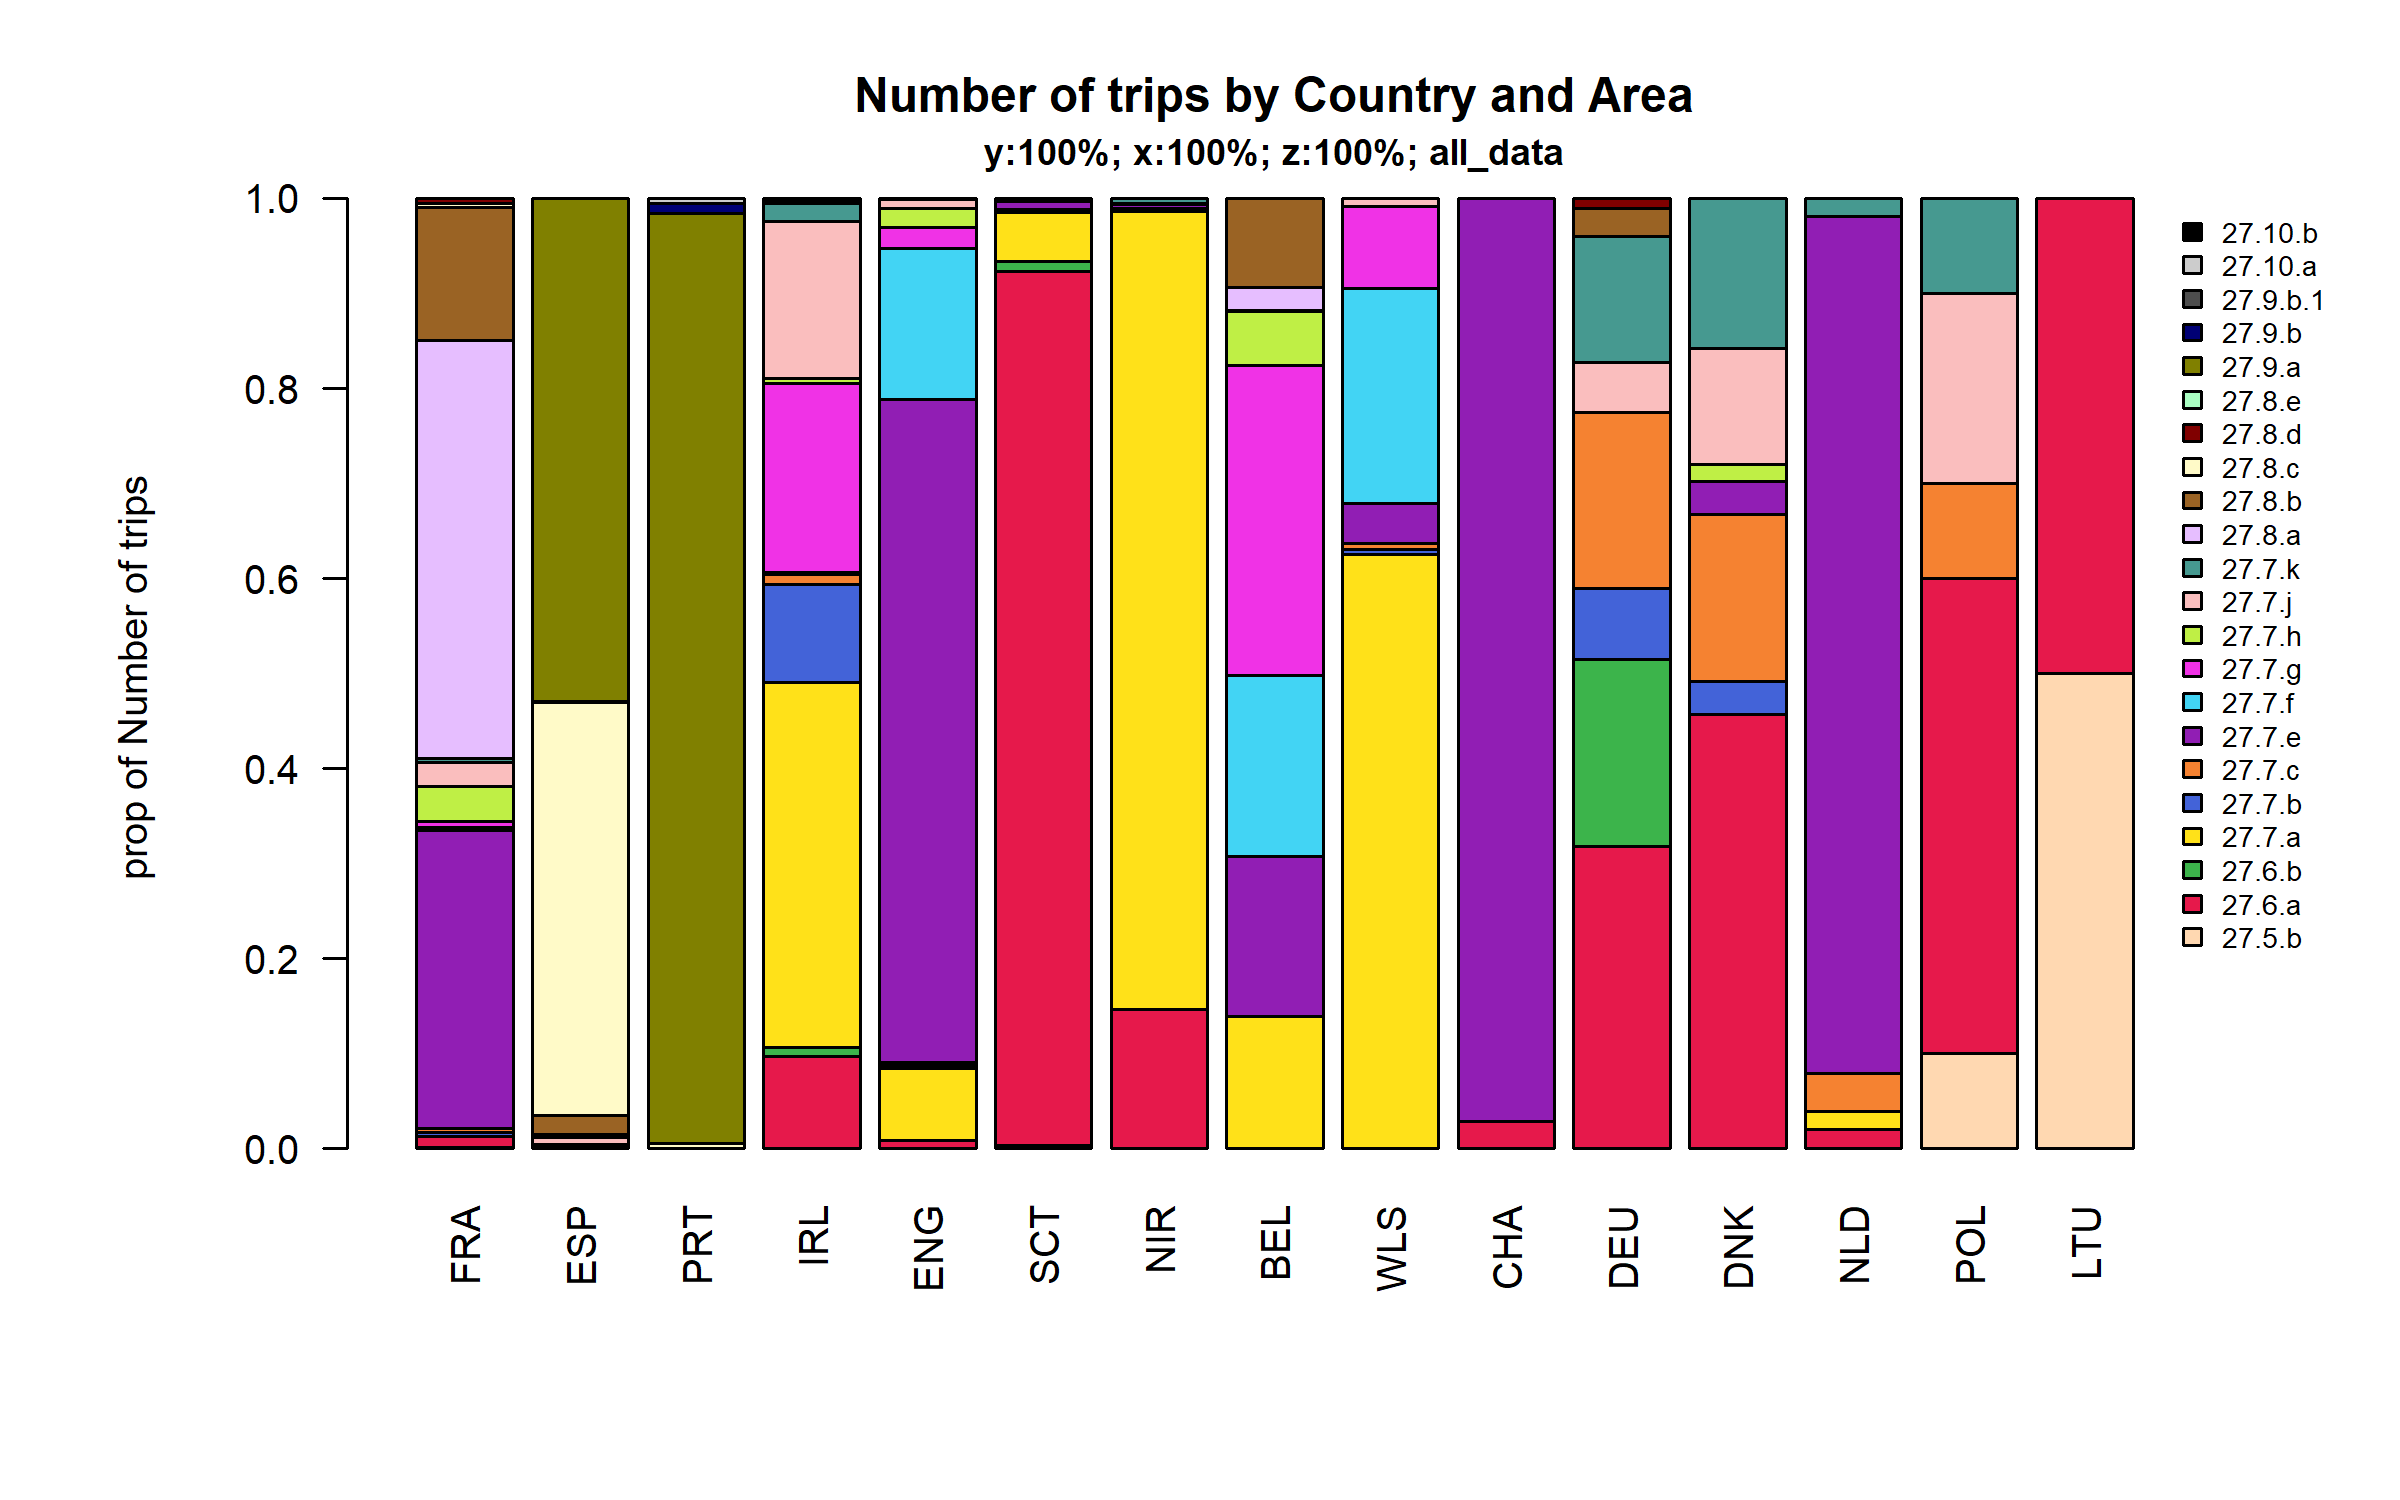 Number of trips by Country and Area
y:100%; x:100%; z:100%; all_data
prop of Number of trips
1.0
0.8
0.6
0.4
0.2
0.0
FRA
ESP
PRT
IRL
ENG
SCT
NIR
BEL
WLS
CHA
DEU
DNK
NLD
POL
LTU
27.10.b
27.10.a
27.9.b.1
27.9.b
27.9.a
27.8.e
27.8.d
27.8.c
27.8.b
27.8.a
27.7.k
27.7.j
27.7.h
27.7.g
27.7.f
27.7.e
27.7.c
27.7.b
27.7.a
27.6.b
27.6.a
27.5.b